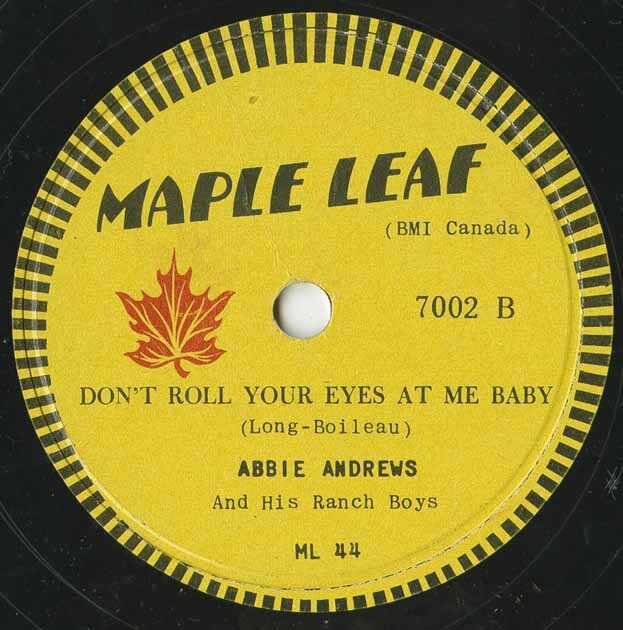 MAPLE LEAF
(BMI Canada)
7002 B
DON'T ROLL YOUR EYES AT ME BABY
(Long-Boileau)
ABBIE ANDREWS
And His Ranch Boys
ML 44